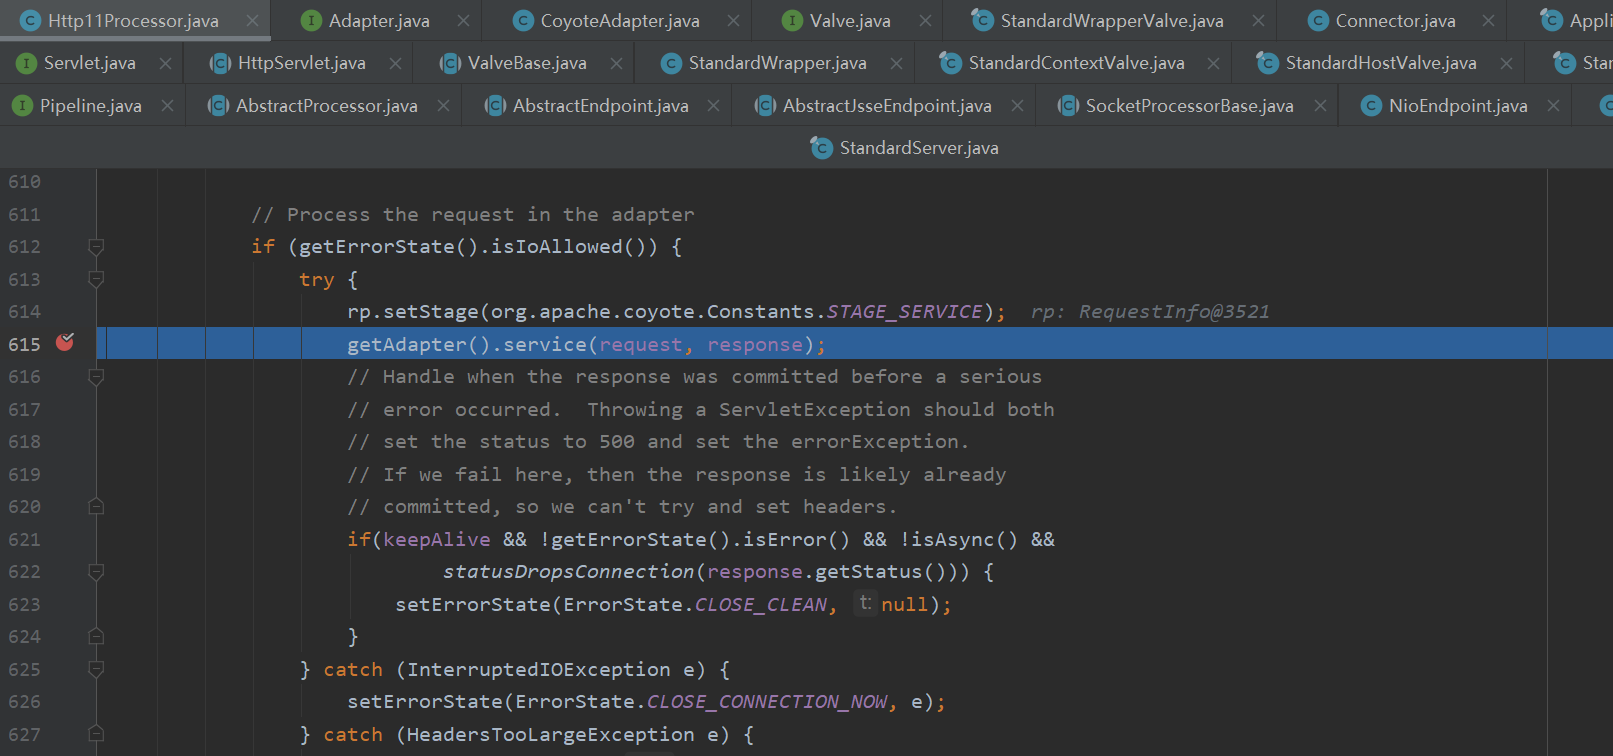 Http11Processor.java Adapter.java CoyoteAdapter.java Valve.java StandardWrapperValve.java Connector.java Appli
Servlet.java HttpServlet.java ValveBase.java StandardWrapper.java StandardContextValve.java StandardHostValve.java Star
Pipeline.java AbstractProcessor.java AbstractEndpoint.java AbstractJsseEndpoint.java SocketProcessorBase.java NioEndpoint.java
StandardServer.java
610
611 // Process the request in the adapter
612 if (getErrorState().isIoAllowed()) {
613 try {
614 rp.setStage(org.apache.coyote.Constants.STAGE_SERVICE); rp: RequestInfo@3521
615 getAdapter().service(request, response);
616 // Handle when the response was committed before a serious
617 // error occurred.  Throwing a ServletException should both
618 // set the status to 500 and set the errorException.
619 // If we fail here, then the response is likely already
620 // committed, so we can't try and set headers.
621 if(keepAlive && !getErrorState().isError() && !isAsync() &&
622 statusDropsConnection(response.getStatus())) {
623 setErrorState(ErrorState.CLOSE_CLEAN, t: null);
624 }
625 } catch (InterruptedIOException e) {
626 setErrorState(ErrorState.CLOSE_CONNECTION_NOW, e);
627 } catch (HeadersTooLargeException e) {